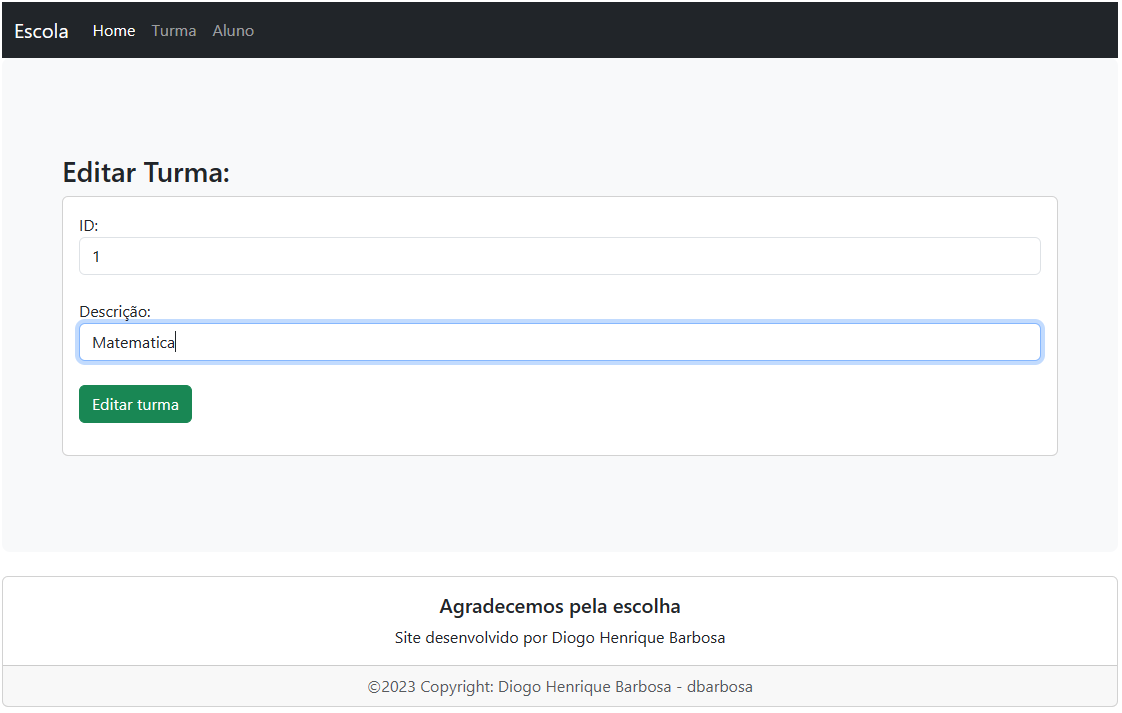 Escola Home Turma Aluno
Editar Turma:
ID:
1
Descrição:
Matematica
Editar turma
Agradecemos pela escolha
Site desenvolvido por Diogo Henrique Barbosa
©2023 Copyright: Diogo Henrique Barbosa - dbarbosa